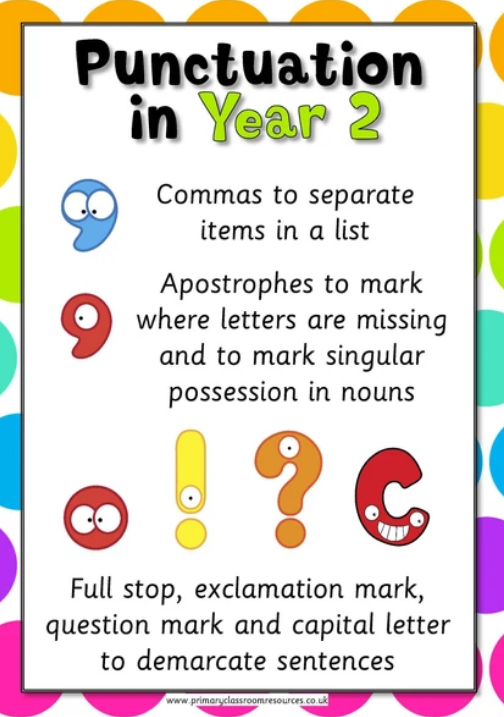 Punctuation
in Year 2
Commas to separate
items in a list
Apostrophes to mark
where letters are missing
and to mark singular
possession in nouns
! ? C
Full stop, exclamation mark,
question mark and capital letter
to demarcate sentences
www.primaryclassroomresources.co.uk